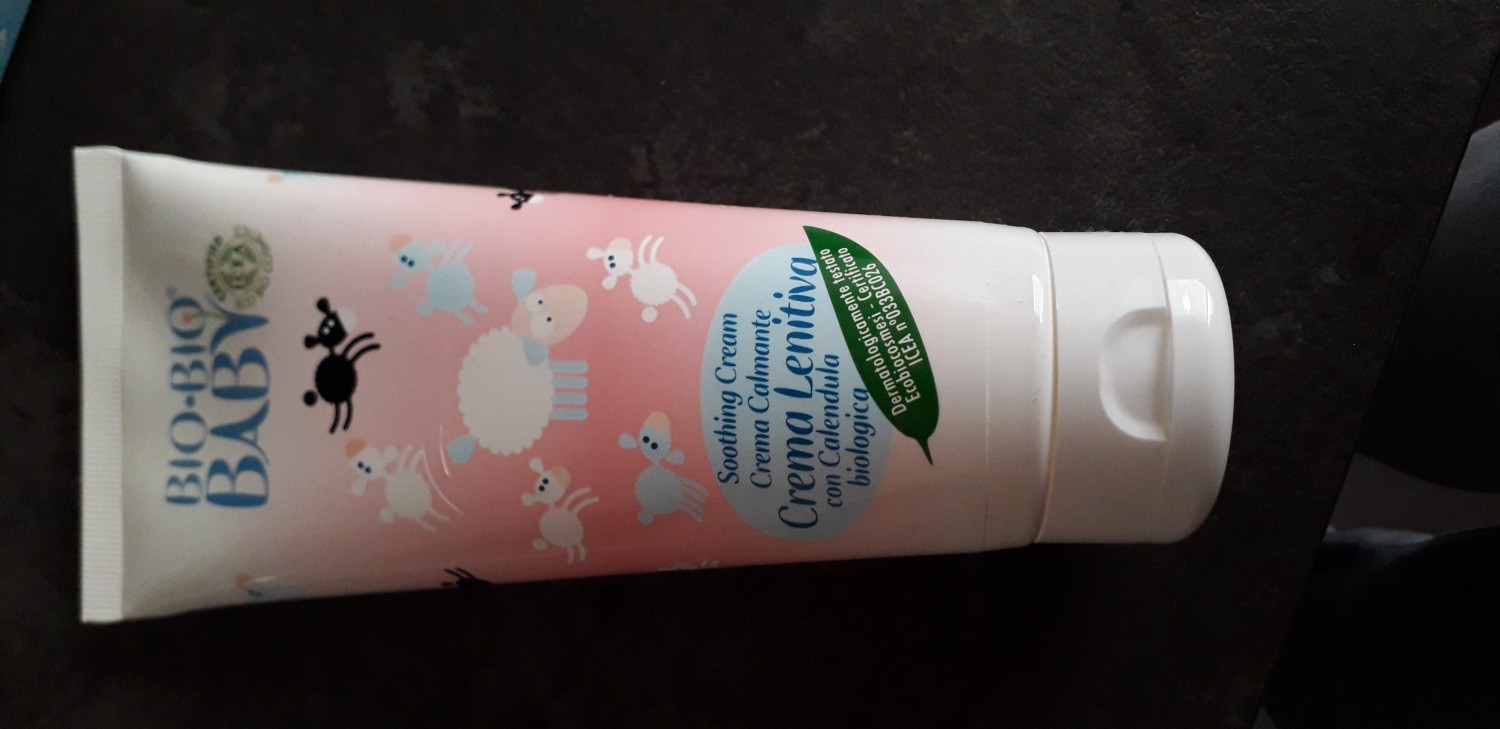 BIO-BIO
BABY
Soothing Cream
Crema Calmante
Crema Lenitiva
con Calendula
biologica
Dermatologicamente testato
Ecobiocosmesi - Certificato
ICEA n°033BC026